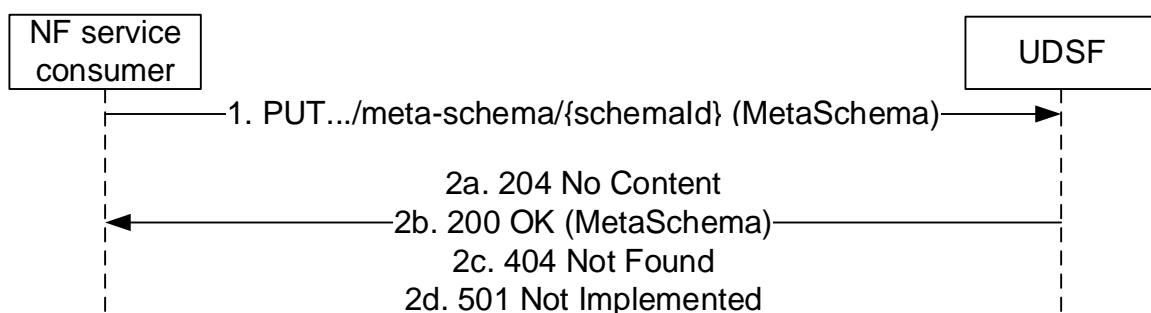 NF service
consumer
UDSF
1. PUT.../meta-schema/{schemaId} (MetaSchema)
2a. 204 No Content
2b. 200 OK (MetaSchema)
2c. 404 Not Found
2d. 501 Not Implemented